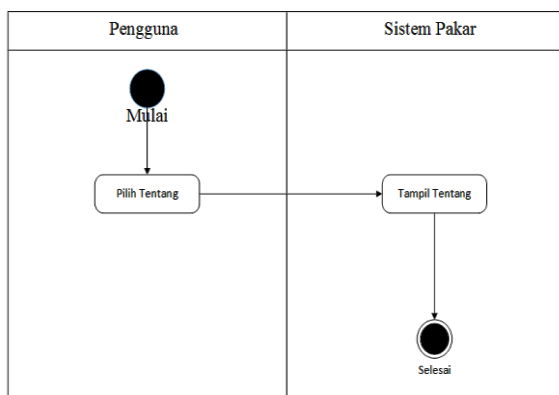 Pengguna
Sistem Pakar
Mulai
Pilih Tentang
Tampil Tentang
Selesai